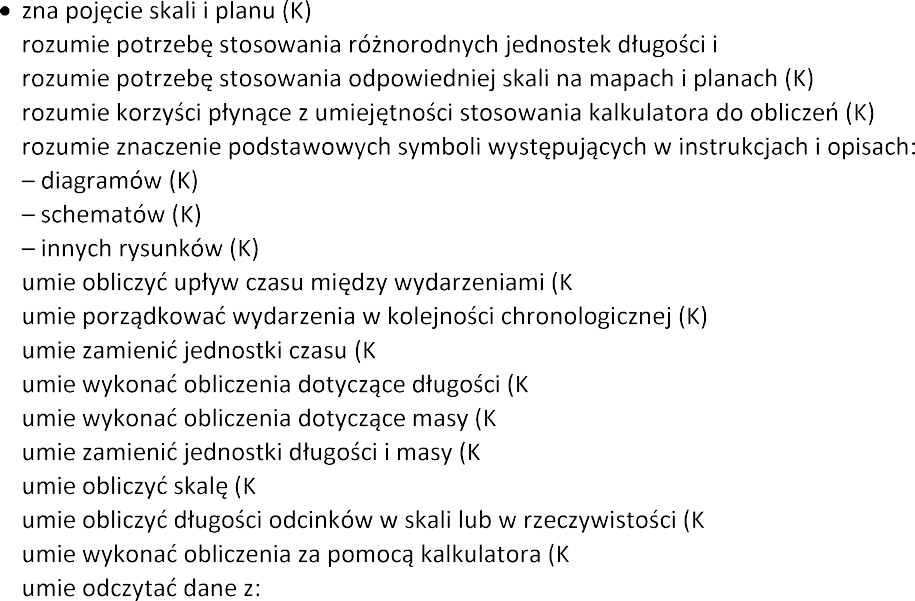 • zna pojęcie skali i planu (K)
rozumie potrzebę stosowania różnorodnych jednostek długości i
rozumie potrzebę stosowania odpowiedniej skali na mapach i planach (K)
rozumie korzyści płynące z umiejętności stosowania kalkulatora do obliczeń (K)
rozumie znaczenie podstawowych symboli występujących w instrukcjach i opisach:
– diagramów (K)
– schematów (K)
– innych rysunków (K)
umie obliczyć upływ czasu między wydarzeniami (K
umie porządkować wydarzenia w kolejności chronologicznej (K)
umie zamienić jednostki czasu (K
umie wykonać obliczenia dotyczące długości (K
umie wykonać obliczenia dotyczące masy (K
umie zamienić jednostki długości i masy (K
umie obliczyć skalę (K
umie obliczyć długości odcinków w skali lub w rzeczywistości (K
umie wykonać obliczenia za pomocą kalkulatora (K
umie odczytać dane z: